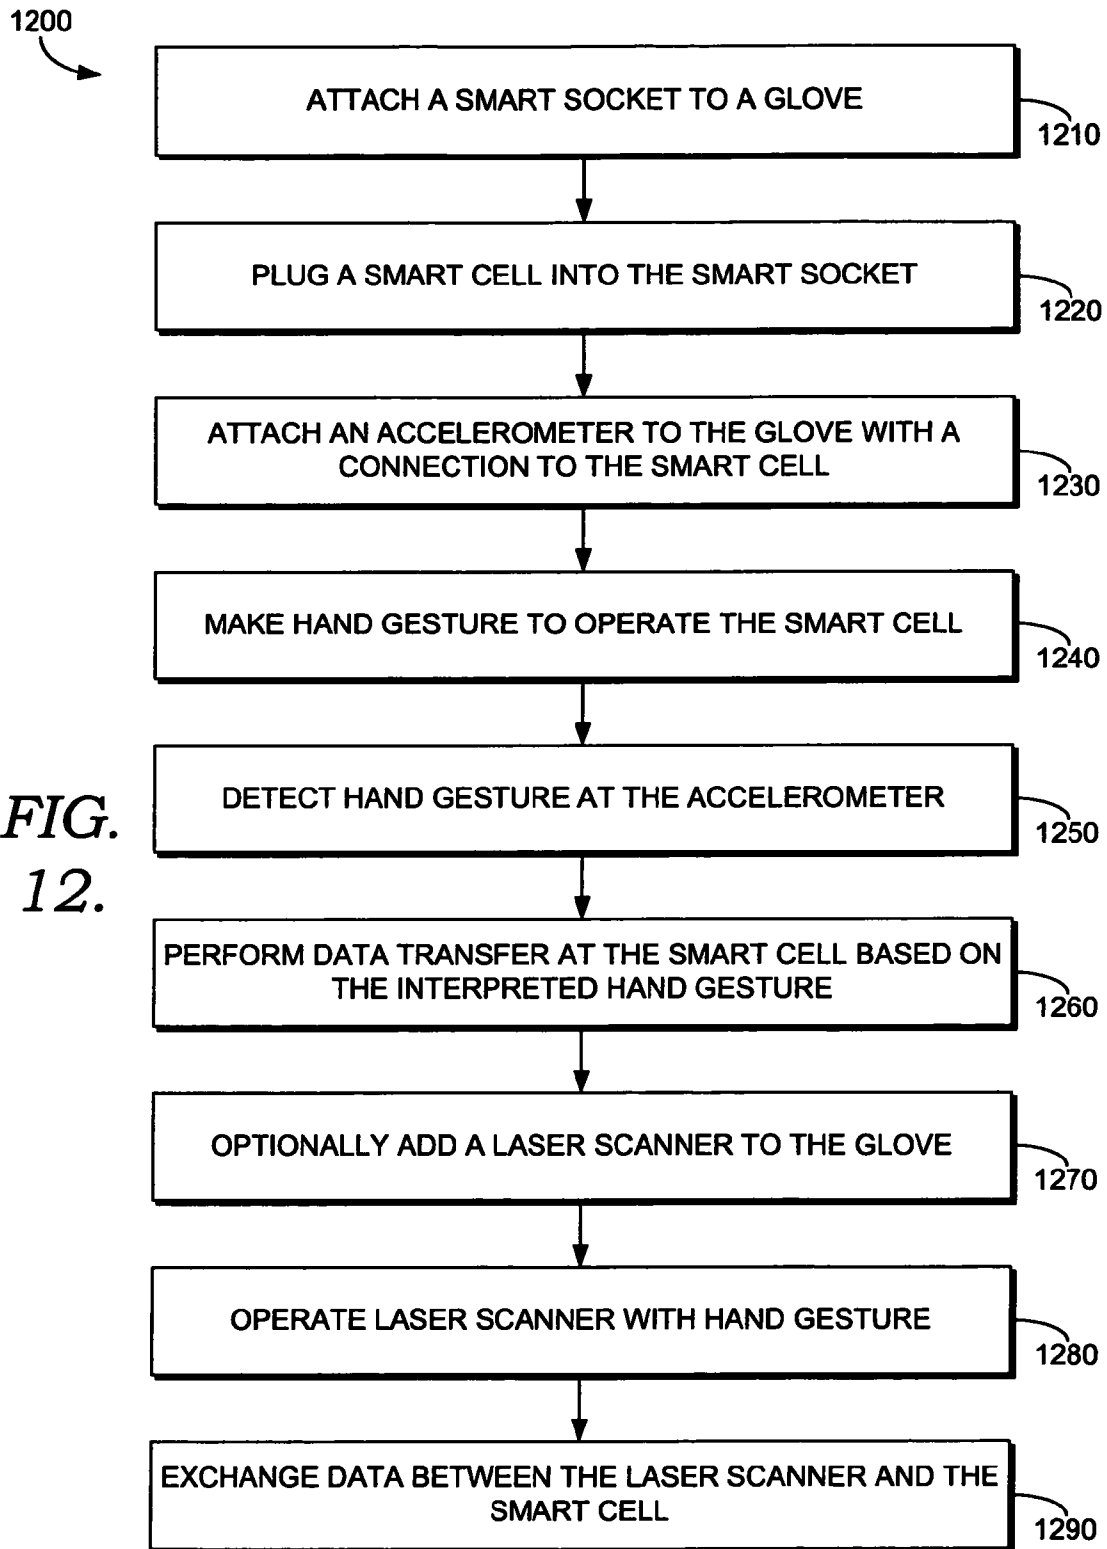 1200
ATTACH A SMART SOCKET TO A GLOVE
1210
PLUG A SMART CELL INTO THE SMART SOCKET
1220
ATTACH AN ACCELEROMETER TO THE GLOVE WITH A
CONNECTION TO THE SMART CELL
1230
MAKE HAND GESTURE TO OPERATE THE SMART CELL
1240
DETECT HAND GESTURE AT THE ACCELEROMETER
1250
FIG.
12.
PERFORM DATA TRANSFER AT THE SMART CELL BASED ON
THE INTERPRETED HAND GESTURE
1260
OPTIONALLY ADD A LASER SCANNER TO THE GLOVE
1270
OPERATE LASER SCANNER WITH HAND GESTURE
1280
EXCHANGE DATA BETWEEN THE LASER SCANNER AND THE
SMART CELL
1290